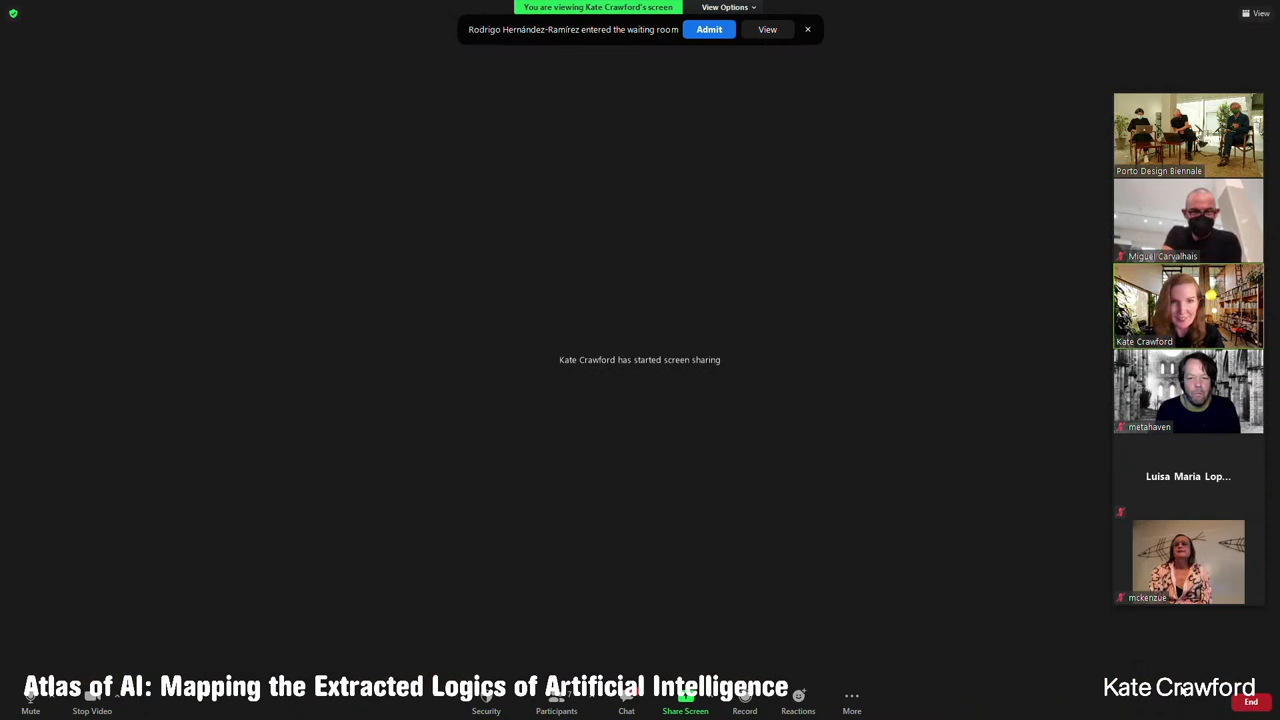 You are viewing Kate Crawford's screen
View Options
View
Rodrigo Hernández-Ramírez entered the waiting room
Admit
View
Porto Design Biennale
Miguel Carvalhais
Kate Crawford
Kate Crawford has started screen sharing
metahaven
Luisa Maria Lop...
mckenzue
Atlas of AI: Mapping the Extracted Logics of Artificial Intelligence
Kate Crawford
Mute
Stop Video
Security
Participants
Chat
Share Screen
Record
Reactions
More
End